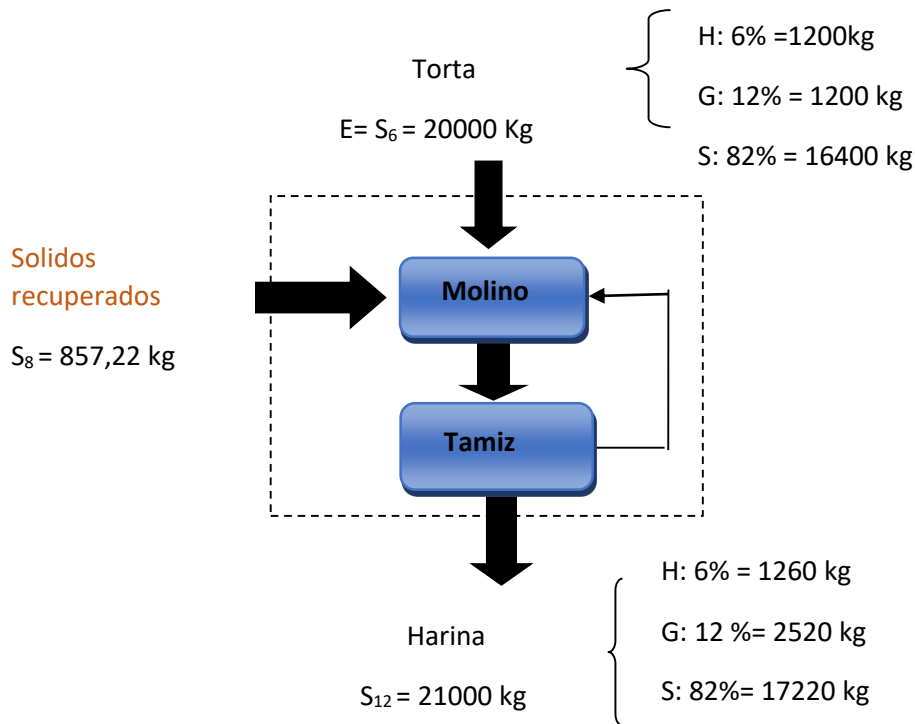 H: 6% =1200kg
Torta
G: 12% = 1200 kg
E= S₆ = 20000 Kg
S: 82% = 16400 kg
Solidos
recuperados
Molino
S₈ = 857,22 kg
Tamiz
H: 6% = 1260 kg
Harina
G: 12 %= 2520 kg
S₁₂ = 21000 kg
S: 82%= 17220 kg